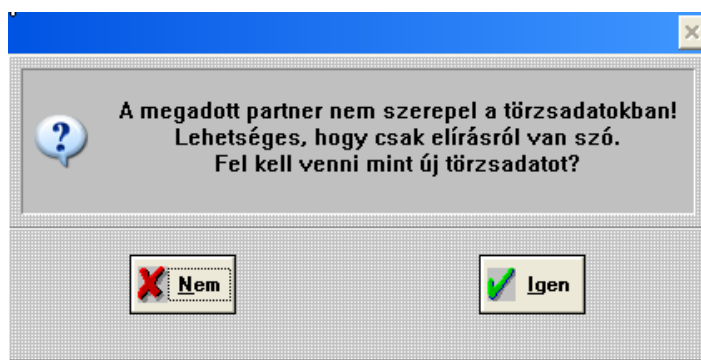 A megadott partner nem szerepel a törzsadatokban!
Lehetséges, hogy csak elírásról van szó.
Fel kell venni mint új törzsadatot?
Nem
Igen